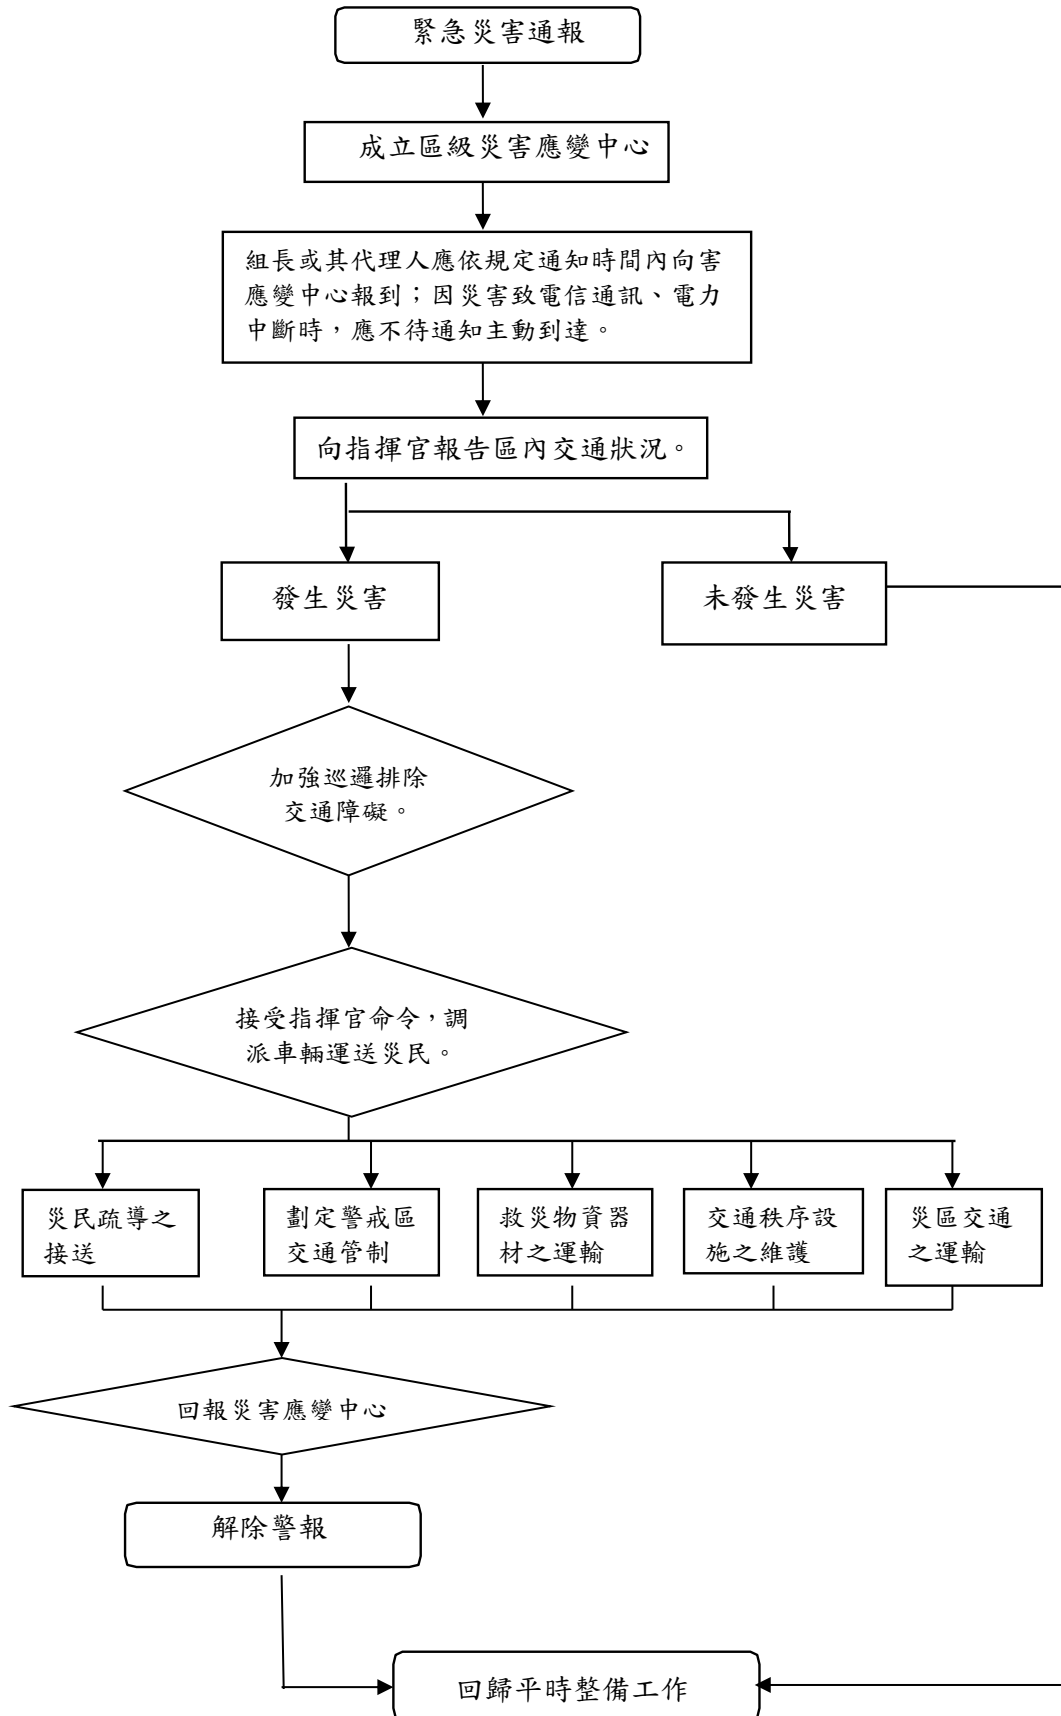 緊急災害通報
成立區級災害應變中心
組長或其代理人應依規定通知時間內向害
應變中心報到；因災害致電信通訊、電力
中斷時，應不待通知主動到達。
向指揮官報告區內交通狀況。
發生災害
未發生災害
加強巡邏排除
交通障礙。
接受指揮官命令，調
派車輛運送災民。
災民疏導之
接送
劃定警戒區
交通管制
救災物資器
材之運輸
交通秩序設
施之維護
災區交通
之運輸
回報災害應變中心
解除警報
回歸平時整備工作